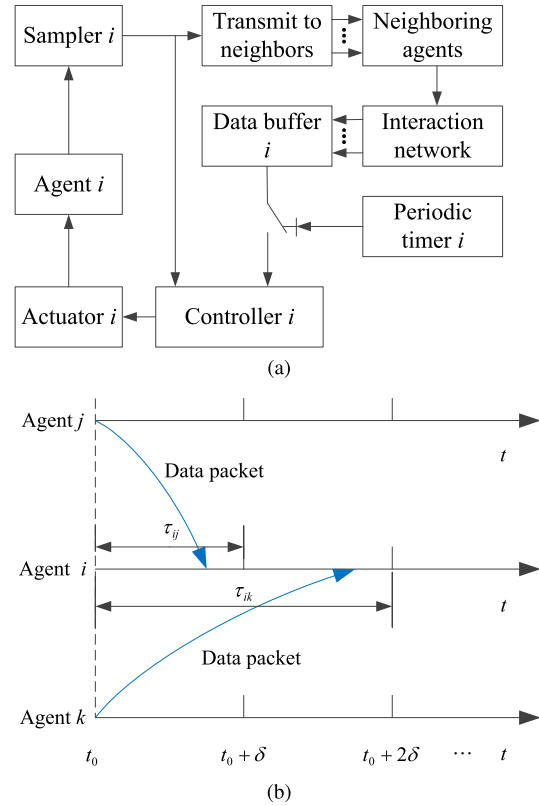 Sampler i
Transmit to
neighbors
Neighboring
agents
Data buffer
i
Interaction
network
Agent i
Periodic
timer i
Actuator i
Controller i
(a)
Agent j
t
Data packet
τij
Agent i
t
τik
Data packet
Agent k
t0
t0 + δ
t0 + 2δ
⋯
t
(b)